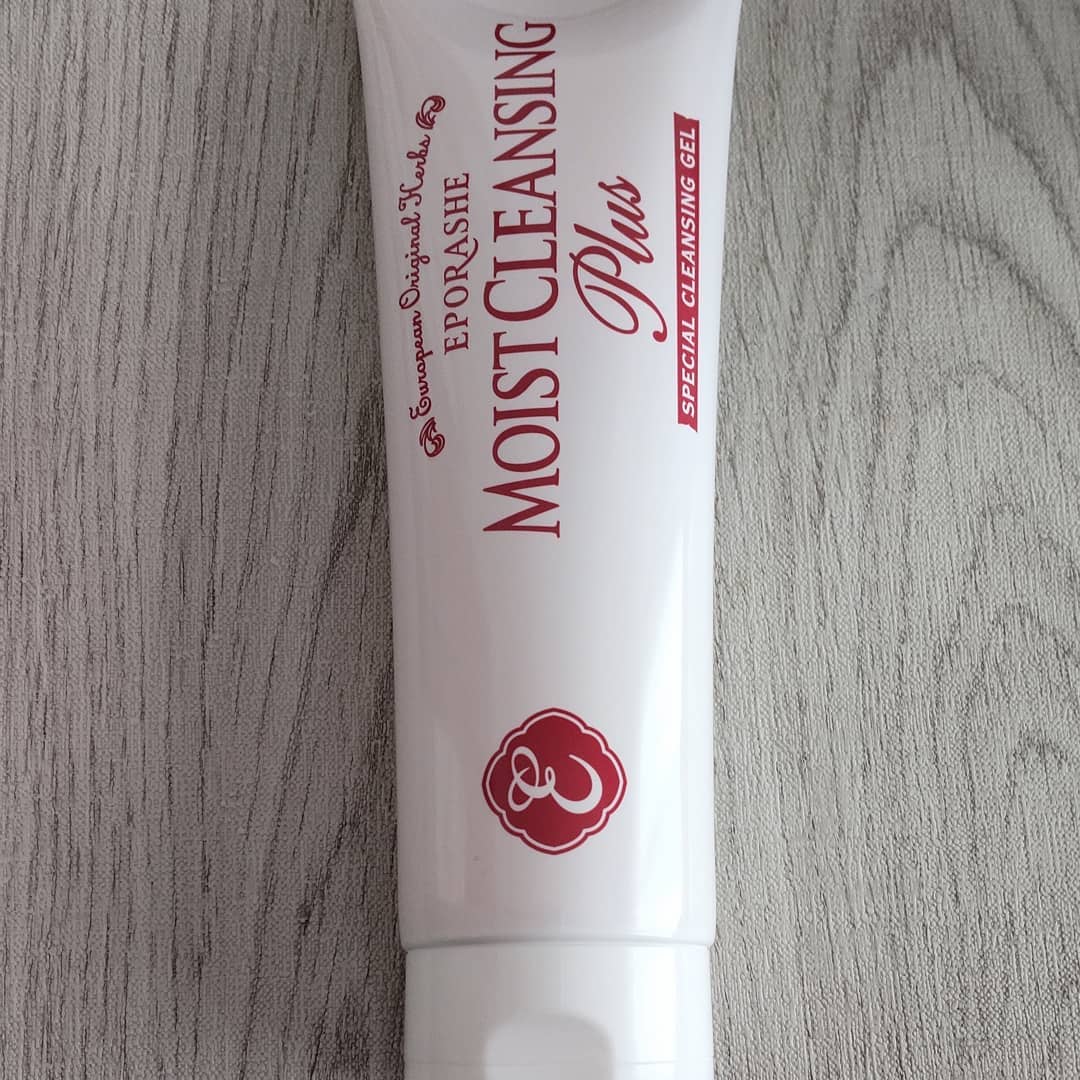 European Original Herbs
EPORASHE
MOIST CLEANSING
Plus
SPECIAL CLEANSING GEL
E